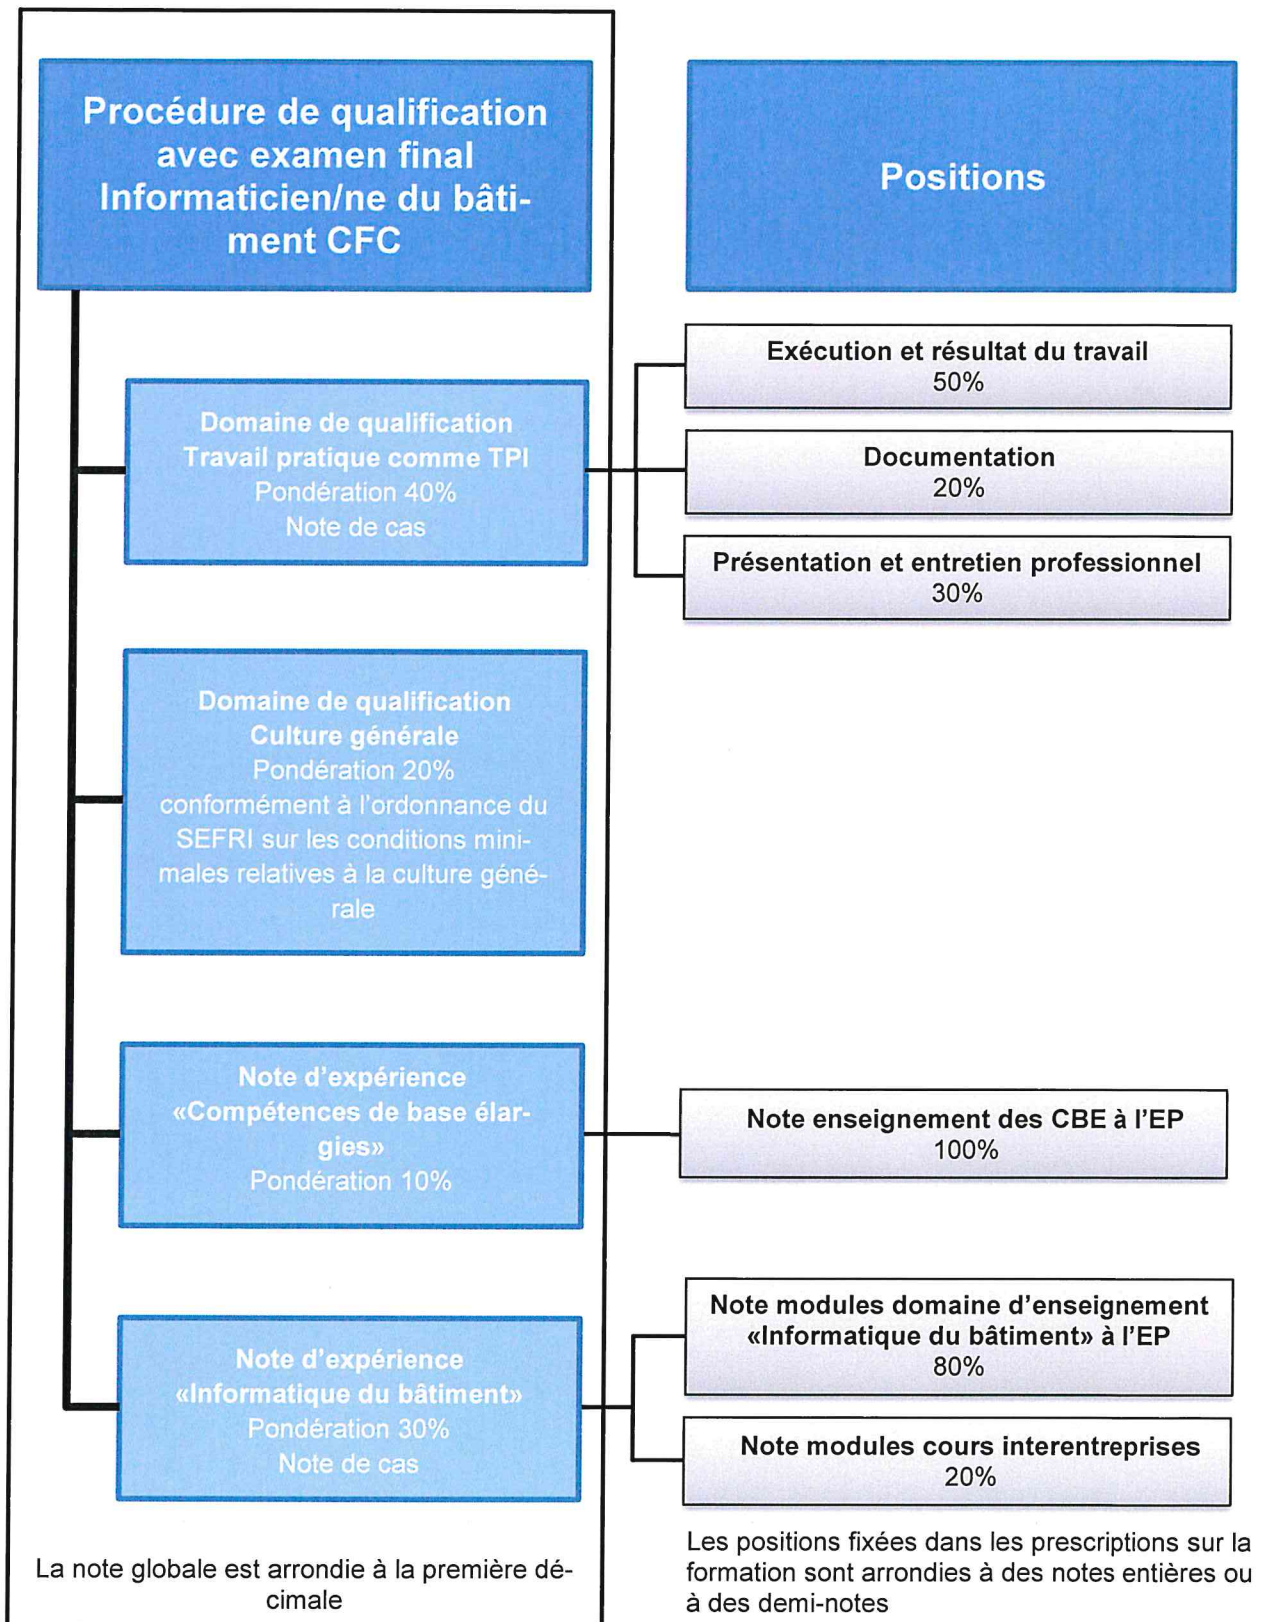 Procédure de qualification
avec examen final
Informaticien/ne du bâti-
ment CFC
Positions
Domaine de qualification
Travail pratique comme TPI
Pondération 40%
Note de cas
Exécution et résultat du travail
50%
Documentation
20%
Présentation et entretien professionnel
30%
Domaine de qualification
Culture générale
Pondération 20%
conformément à l'ordonnance du
SEFRI sur les conditions mini-
males relatives à la culture géné-
rale
Note d'expérience
«Compétences de base élar-
gies»
Pondération 10%
Note enseignement des CBE à l'EP
100%
Note d'expérience
«Informatique du bâtiment»
Pondération 30%
Note de cas
Note modules domaine d'enseignement
«Informatique du bâtiment» à l'EP
80%
Note modules cours interentreprises
20%
La note globale est arrondie à la première dé-
cimale
Les positions fixées dans les prescriptions sur la
formation sont arrondies à des notes entières ou
à des demi-notes